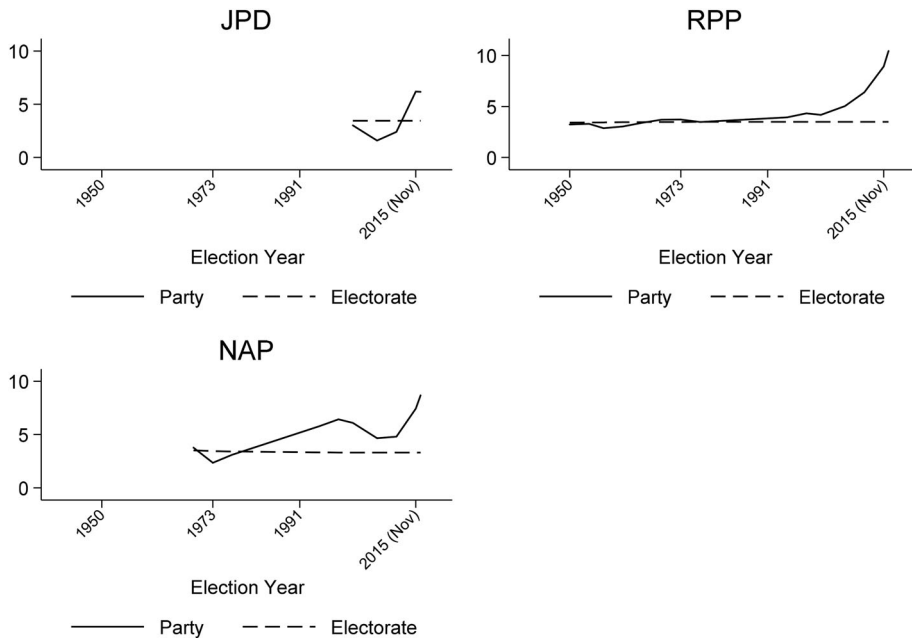 JPD
10
5
0
1950
1973
1991
2015 (Nov)
Election Year
Party
Electorate
RPP
10
5
0
1950
1973
1991
2015 (Nov)
Election Year
Party
Electorate
NAP
10
5
0
1950
1973
1991
2015 (Nov)
Election Year
Party
Electorate